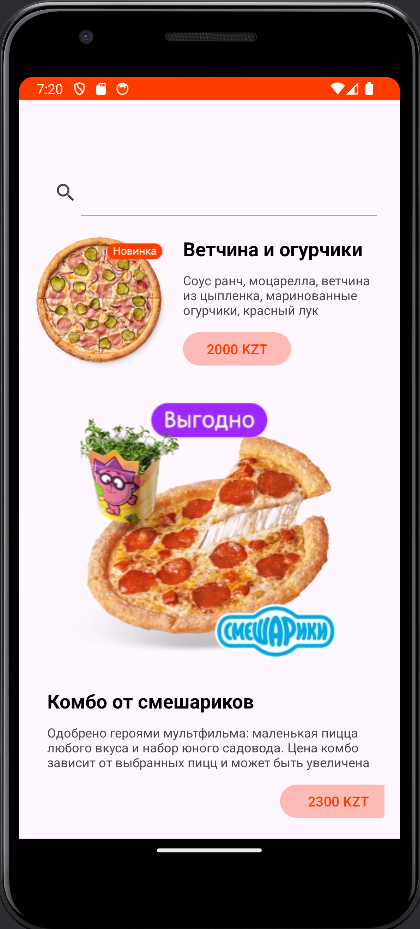 7:20
Новинка
Ветчина и огурчики
Соус ранч, моцарелла, ветчина
из цыпленка, маринованные
огурчики, красный лук
2000 KZT
Выгодно
СМЕШАРИКИ
Комбо от смешариков
Одобрено героями мультфильма: маленькая пицца
любого вкуса и набор юного садовода. Цена комбо
зависит от выбранных пицц и может быть увеличена
2300 KZT